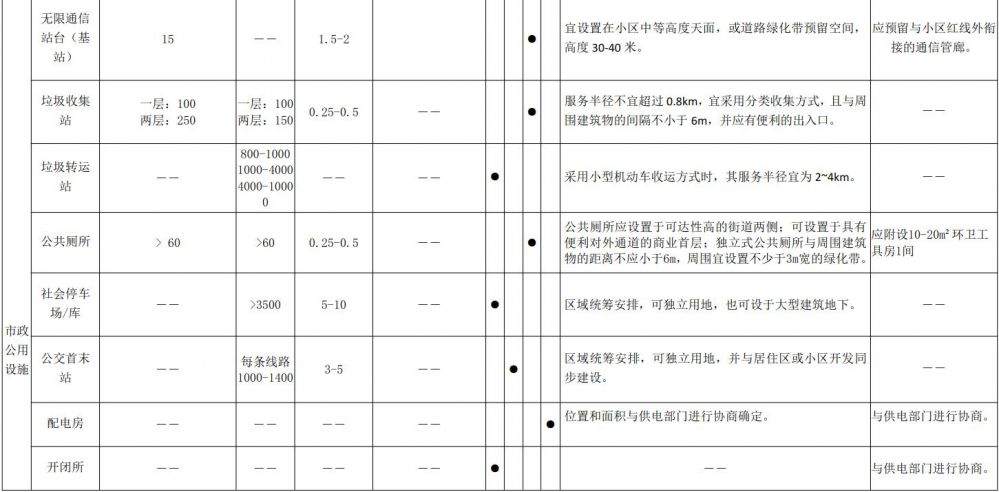 无限通信
站台（基
站）
15
——
1.5-2
——
●
宜设置在小区中等高度天面，或道路绿化带预留空间，
高度 30-40 米。
应预留与小区红线外衔
接的通信管廊。
垃圾收集
站
一层：100
两层：250
一层：100
两层：150
0.25-0.5
——
●
服务半径不宜超过 0.8km，宜采用分类收集方式，且与周
围建筑物的间隔不小于 6m，并应有便利的出入口。
——
垃圾转运
站
——
800-1000
1000-4000
4000-1000
0
——
——
●
采用小型机动车收运方式时，其服务半径宜为 2~4km。
——
公共厕所
> 60
>60
0.25-0.5
——
●
公共厕所应设置于可达性高的街道两侧；可设置于具有
便利对外通道的商业首层；独立式公共厕所与周围建筑
物的距离不应小于6m，周围宜设置不少于3m宽的绿化带。
应附设10-20m² 环卫工
具房1间
社会停车
场/库
——
>3500
5-10
——
●
区域统筹安排，可独立用地，也可设于大型建筑地下。
——
市政
公用
设施
公交首末
站
——
每条线路
1000-1400
3-5
——
●
区域统筹安排，可独立用地，并与居住区或小区开发同
步建设。
——
配电房
——
——
——
——
●
位置和面积与供电部门进行协商确定。
与供电部门进行协商。
开闭所
——
——
——
——
●
——
与供电部门进行协商。